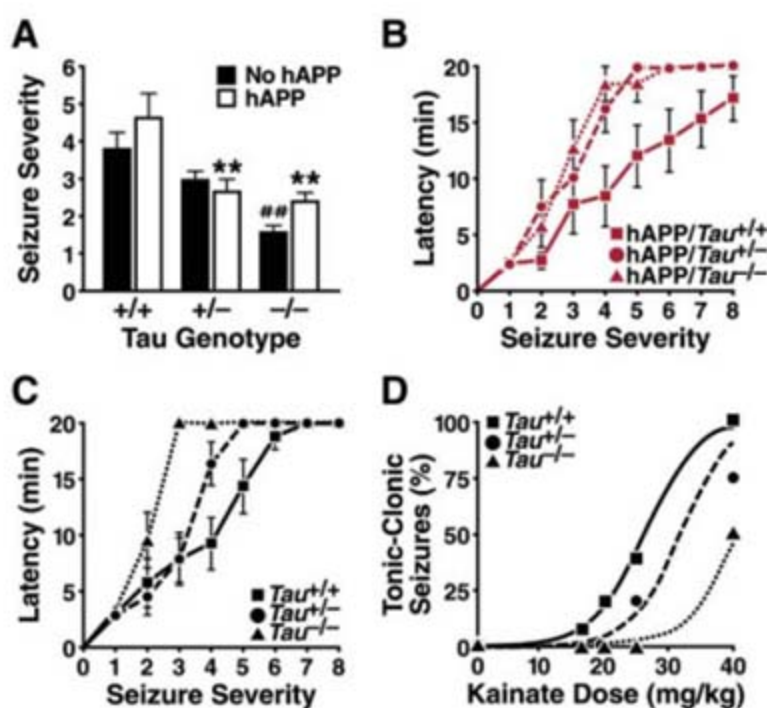 A
Seizure Severity
6
5
4
3
2
1
0
No hAPP
hAPP
**
##
**
+/+ +/– –/–
Tau Genotype
B
Latency (min)
20
15
10
5
0
hAPP/Tau+/+
hAPP/Tau+/–
hAPP/Tau–/–
0 1 2 3 4 5 6 7 8
Seizure Severity
C
Latency (min)
20
15
10
5
0
Tau+/+
Tau+/–
Tau–/–
0 1 2 3 4 5 6 7 8
Seizure Severity
D
Tonic-Clonic
Seizures (%)
100
75
50
25
0
Tau+/+
Tau+/–
Tau–/–
0 10 20 30 40
Kainate Dose (mg/kg)